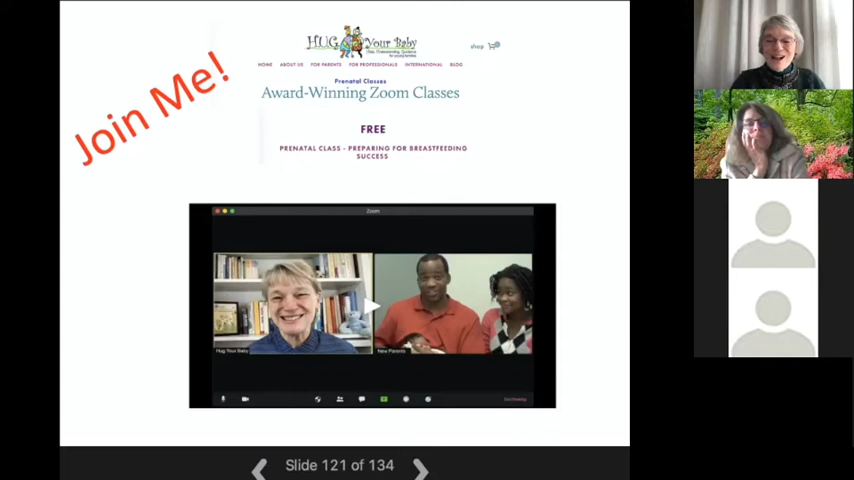 Join Me!
HUG Your Baby
shop
HOME ABOUT US FOR PARENTS FOR PROFESSIONALS INTERNATIONAL BLOG
Prenatal Classes
Award-Winning Zoom Classes
FREE
PRENATAL CLASS - PREPARING FOR BREASTFEEDING
SUCCESS
Zoom
Hug Your Baby
New Parents
Slide 121 of 134